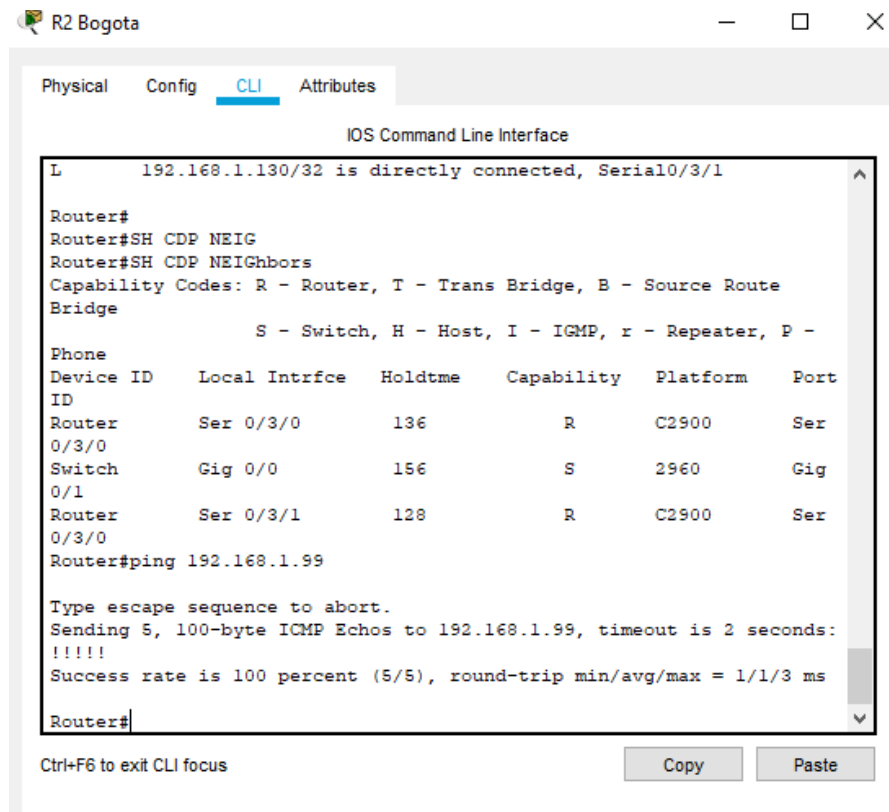 R2 Bogota
Physical Config CLI Attributes
IOS Command Line Interface
L 192.168.1.130/32 is directly connected, Serial0/3/1
Router#
Router#SH CDP NEIG
Router#SH CDP NEIGhbors
Capability Codes: R - Router, T - Trans Bridge, B - Source Route
Bridge
S - Switch, H - Host, I - IGMP, r - Repeater, P -
Phone
Device ID Local Intrfce Holdtme Capability Platform Port
ID
Router Ser 0/3/0 136 R C2900 Ser
0/3/0
Switch Gig 0/0 156 S 2960 Gig
0/1
Router Ser 0/3/1 128 R C2900 Ser
0/3/0
Router#ping 192.168.1.99
Type escape sequence to abort.
Sending 5, 100-byte ICMP Echos to 192.168.1.99, timeout is 2 seconds:
!!!!!
Success rate is 100 percent (5/5), round-trip min/avg/max = 1/1/3 ms
Router#
Ctrl+F6 to exit CLI focus Copy Paste